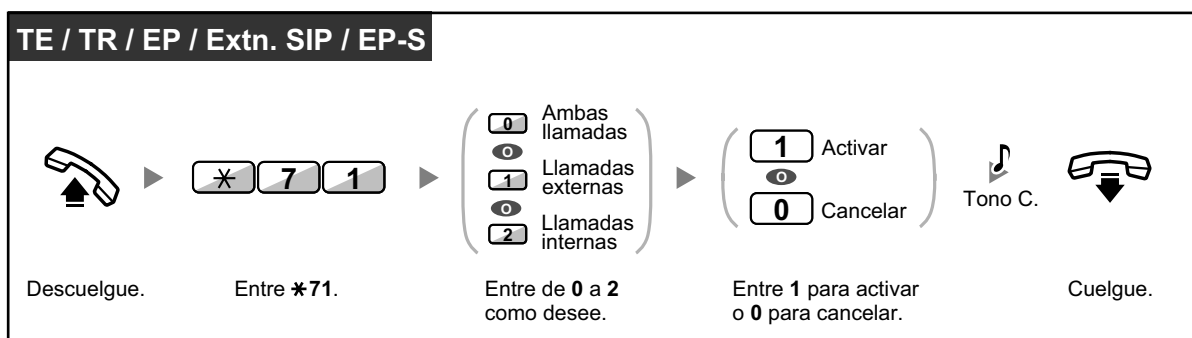 TE / TR / EP / Extn. SIP / EP-S
0 Ambas
llamadas
o
1 Llamadas
externas
o
2 Llamadas
internas
1 Activar
o
0 Cancelar
* 7 1
Tono C.
Descuelgue.
Entre *71.
Entre de 0 a 2
como desee.
Entre 1 para activar
o 0 para cancelar.
Cuelgue.